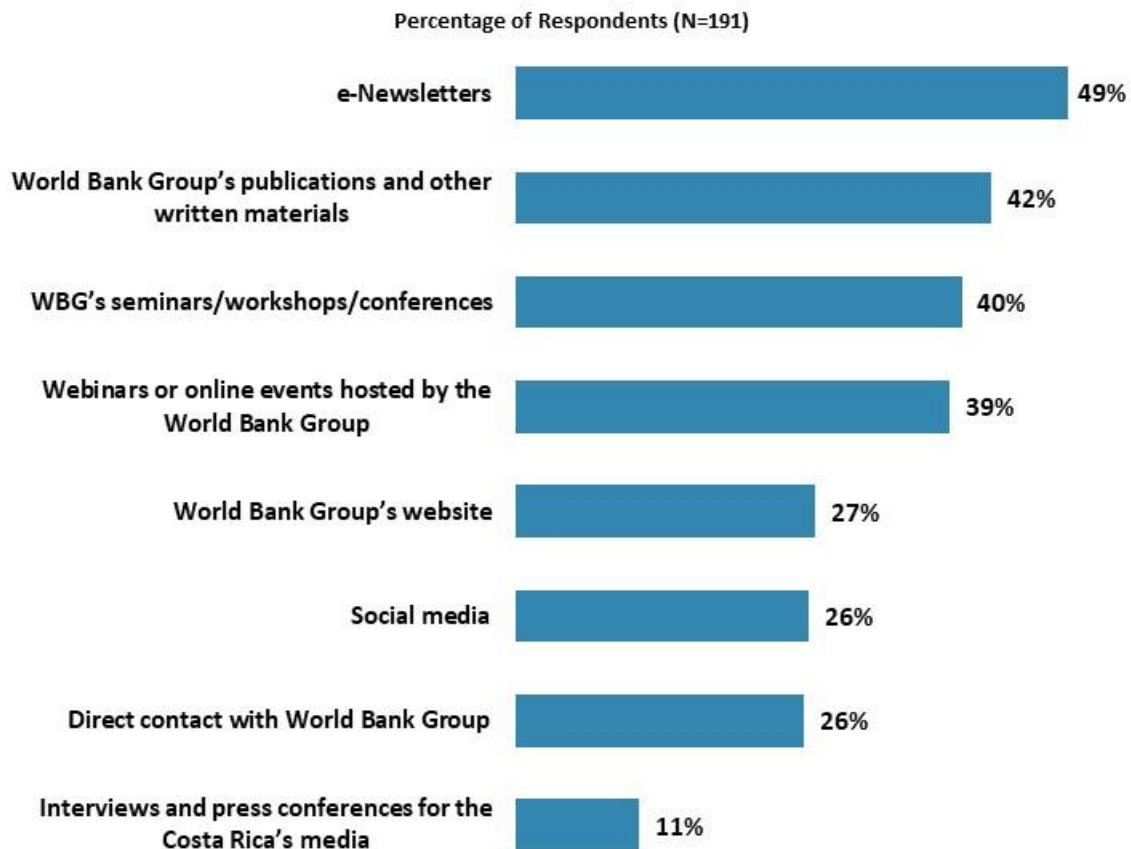 Percentage of Respondents (N=191)
e-Newsletters
49%
World Bank Group’s publications and other
written materials
42%
WBG’s seminars/workshops/conferences
40%
Webinars or online events hosted by the
World Bank Group
39%
World Bank Group’s website
27%
Social media
26%
Direct contact with World Bank Group
26%
Interviews and press conferences for the
Costa Rica’s media
11%